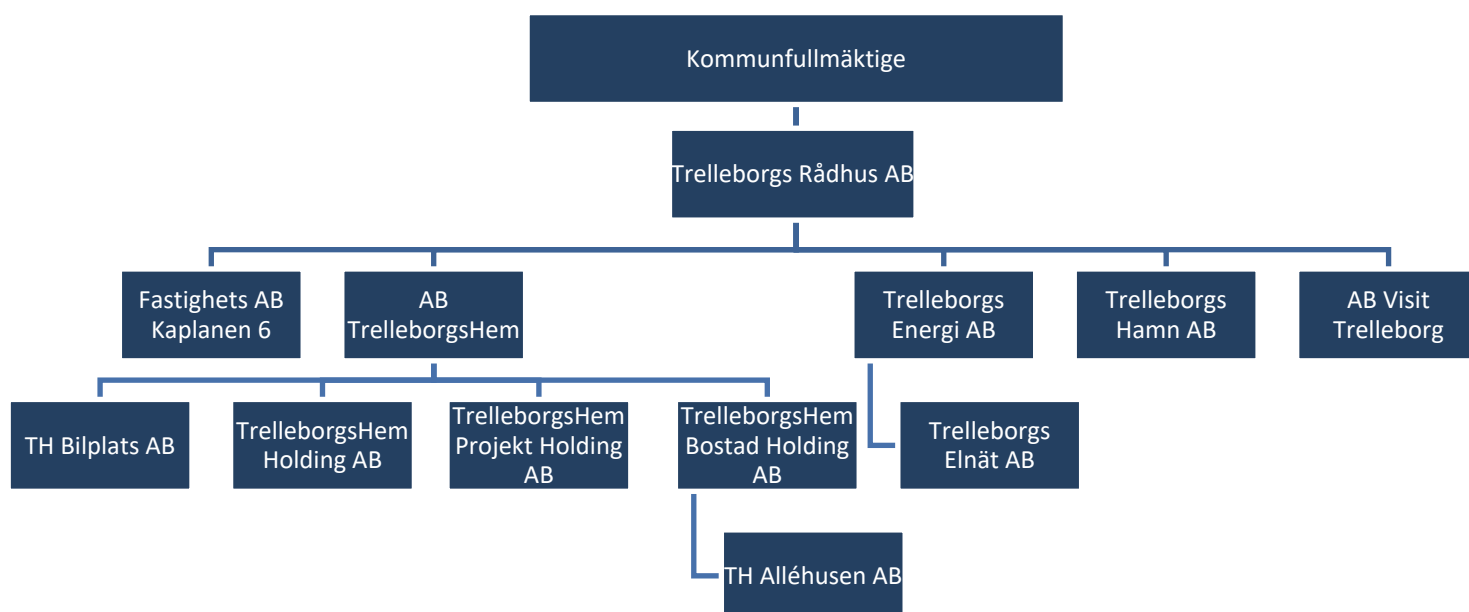 Kommunfullmäktige
Trelleborgs Rådhus AB
Fastighets AB
Kaplanen 6
AB
TrelleborgsHem
Trelleborgs
Energi AB
Trelleborgs
Hamn AB
AB Visit
Trelleborg
TH Bilplats AB
TrelleborgsHem
Holding AB
TrelleborgsHem
Projekt Holding
AB
TrelleborgsHem
Bostad Holding
AB
Trelleborgs
Elnät AB
TH Alléhusen AB